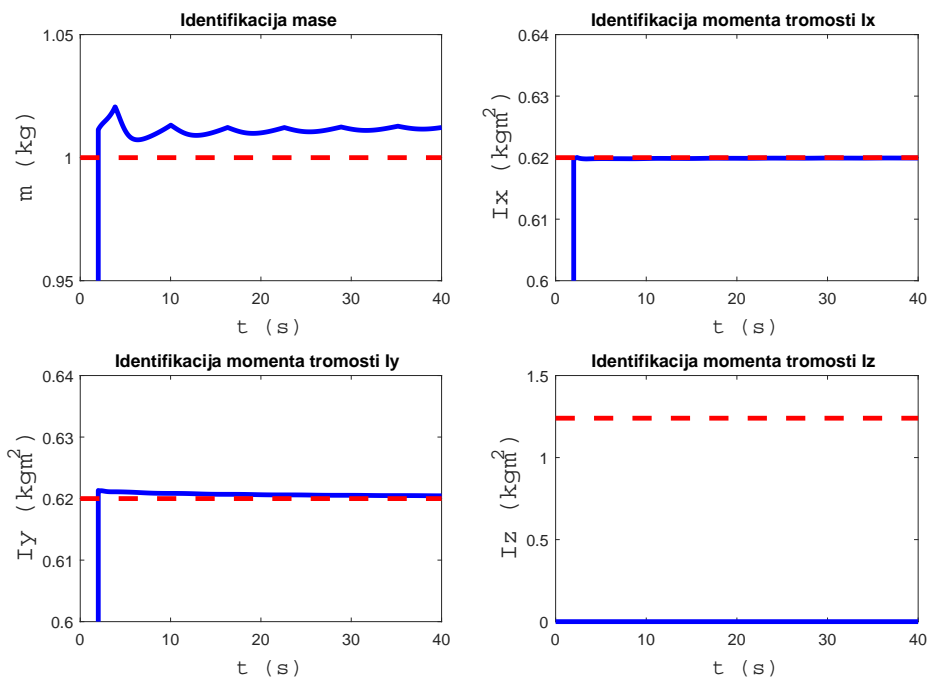 Identifikacija mase
1.05
1
0.95
m (kg)
0 10 20 30 40
t (s)
Identifikacija momenta tromosti Ix
0.64
0.63
0.62
0.61
0.6
Ix (kgm²)
0 10 20 30 40
t (s)
Identifikacija momenta tromosti Iy
0.64
0.63
0.62
0.61
0.6
Iy (kgm²)
0 10 20 30 40
t (s)
Identifikacija momenta tromosti Iz
1.5
1
0.5
0
Iz (kgm²)
0 10 20 30 40
t (s)